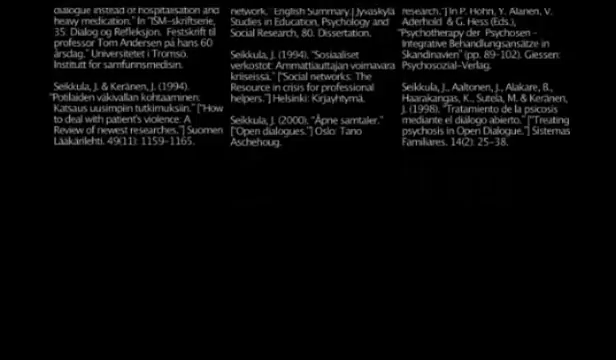 dialogue instead of hospitalisation and
heavy medication." In "ISM-skriftserie,
35: Dialog og Refleksjon. Festskrift til
professor Tom Andersen på hans 60
årsdag." Universitetet i Tromsö.
Institutt for samfunnsmedisin.
Seikkula, J. & Keränen, J. (1994).
"Potilaiden väkivallan kohtaaminen:
Katsaus uusimpiin tutkimuksiin." ["How
to deal with patient's violence: A
Review of newest researches."] Suomen
Lääkärilehti. 49(11): 1159-1165.
network." English Summary.] Jyväskylä
Studies in Education, Psychology and
Social Research, 80. Dissertation.
Seikkula, J. (1994). "Sosiaaliset
verkostot: Ammattiauttajan voimavara
kriiseissä." ["Social networks: The
Resource in crisis for professional
helpers."] Helsinki: Kirjayhtymä.
Seikkula, J. (2000). "Åpne samtaler."
["Open dialogues."] Oslo: Tano
Aschehoug.
research."] In P. Hohn, Y. Alanen, V.
Aderhold & G. Hess (Eds.),
"Psychotherapy der Psychosen -
Integrative Behandlungsansätze in
Skandinavien" (pp. 89-102). Giessen:
Psychosozial-Verlag.
Seikkula, J., Aaltonen, J., Alakare, B.,
Haarakangas, K., Sutela, M. & Keränen,
J. (1998). "Tratamiento de la psicosis
mediante el diálogo abierto." ["Treating
psychosis in Open Dialogue."] Sistemas
Familiares. 14(2): 25-38.